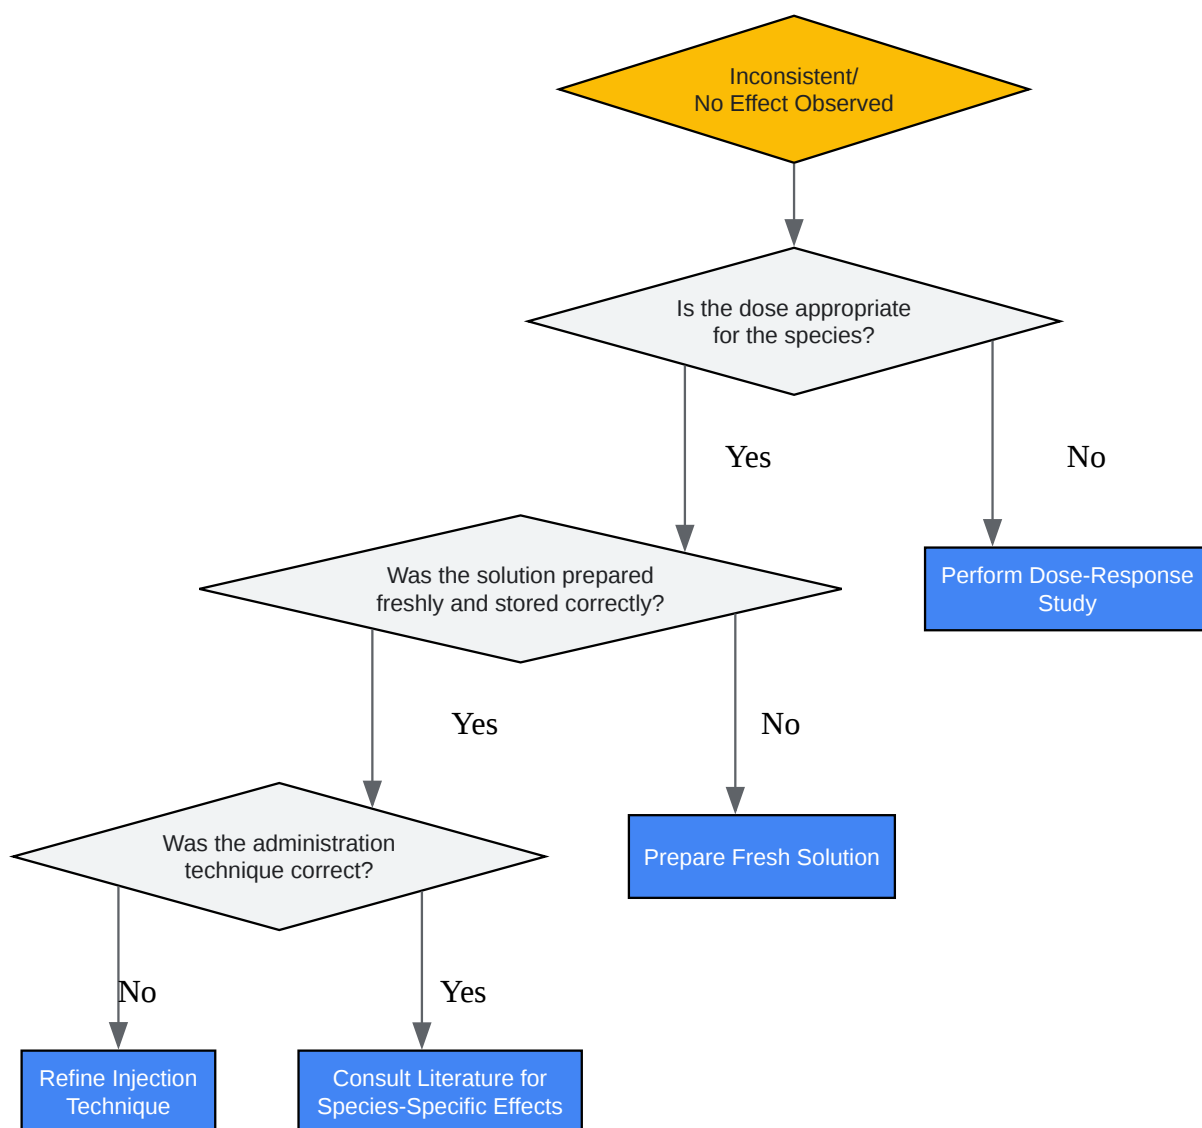 Inconsistent/
No Effect Observed
Is the dose appropriate
for the species?
Yes
No
Was the solution prepared
freshly and stored correctly?
Perform Dose-Response
Study
Yes
No
Was the administration
technique correct?
Prepare Fresh Solution
No
Yes
Refine Injection
Technique
Consult Literature for
Species-Specific Effects